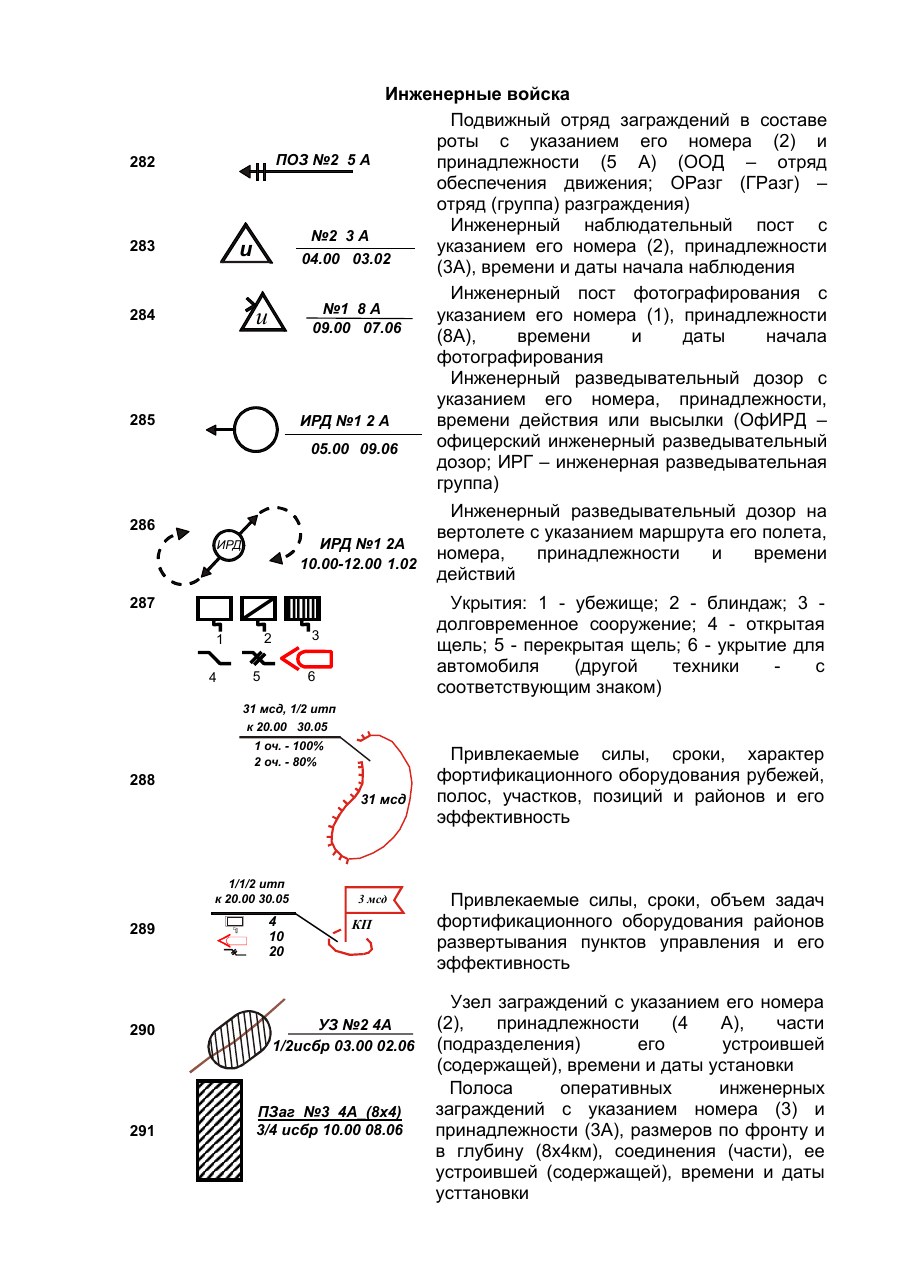 Инженерные войска
282
ПОЗ №2 5 А
Подвижный отряд заграждений в составе
роты с указанием его номера (2) и
принадлежности (5 А) (ООД – отряд
обеспечения движения; ОРазг (ГРазг) –
отряд (группа) разграждения)
283
и
№2 3 А
04.00 03.02
Инженерный наблюдательный пост с
указанием его номера (2), принадлежности
(3А), времени и даты начала наблюдения
284
и
№1 8 А
09.00 07.06
Инженерный пост фотографирования с
указанием его номера (1), принадлежности
(8А), времени и даты начала
фотографирования
285
ИРД №1 2 А
05.00 09.06
Инженерный разведывательный дозор с
указанием его номера, принадлежности,
времени действия или высылки (ОфИРД –
офицерский инженерный разведывательный
дозор; ИРГ – инженерная разведывательная
группа)
286
ИРД
ИРД №1 2А
10.00-12.00 1.02
Инженерный разведывательный дозор на
вертолете с указанием маршрута его полета,
номера, принадлежности и времени
действий
287
1 2 3
4 5 6
Укрытия: 1 - убежище; 2 - блиндаж; 3 -
долговременное сооружение; 4 - открытая
щель; 5 - перекрытая щель; 6 - укрытие для
автомобиля (другой техники - с
соответствующим знаком)
288
31 мсд, 1/2 итп
к 20.00 30.05
1 оч. - 100%
2 оч. - 80%
31 мсд
Привлекаемые силы, сроки, характер
фортификационного оборудования рубежей,
полос, участков, позиций и районов и его
эффективность
289
1/1/2 итп
к 20.00 30.05
4
10
20
3 мсд
КП
Привлекаемые силы, сроки, объем задач
фортификационного оборудования районов
развертывания пунктов управления и его
эффективность
290
УЗ №2 4А
1/2исбр 03.00 02.06
Узел заграждений с указанием его номера
(2), принадлежности (4 А), части
(подразделения) его устроившей
(содержащей), времени и даты установки
291
ПЗаг №3 4А (8х4)
3/4 исбр 10.00 08.06
Полоса оперативных инженерных
заграждений с указанием номера (3) и
принадлежности (3А), размеров по фронту и
в глубину (8х4км), соединения (части), ее
устроившей (содержащей), времени и даты
усттановки